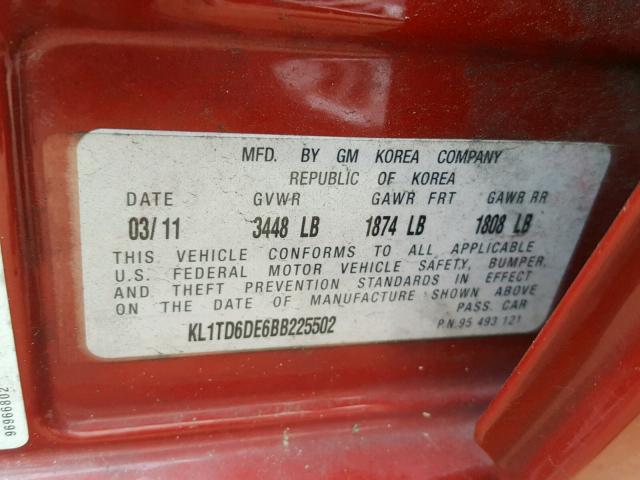 MFD. BY GM KOREA COMPANY
REPUBLIC OF KOREA
DATE GVWR GAWR FRT GAWR RR
03/11 3448 LB 1874 LB 1808 LB
THIS VEHICLE CONFORMS TO ALL APPLICABLE
U.S. FEDERAL MOTOR VEHICLE SAFETY, BUMPER,
AND THEFT PREVENTION STANDARDS IN EFFECT
ON THE DATE OF MANUFACTURE SHOWN ABOVE
PASS. CAR
KL1TD6DE6BB225502
P.N.95 493 121
96966802